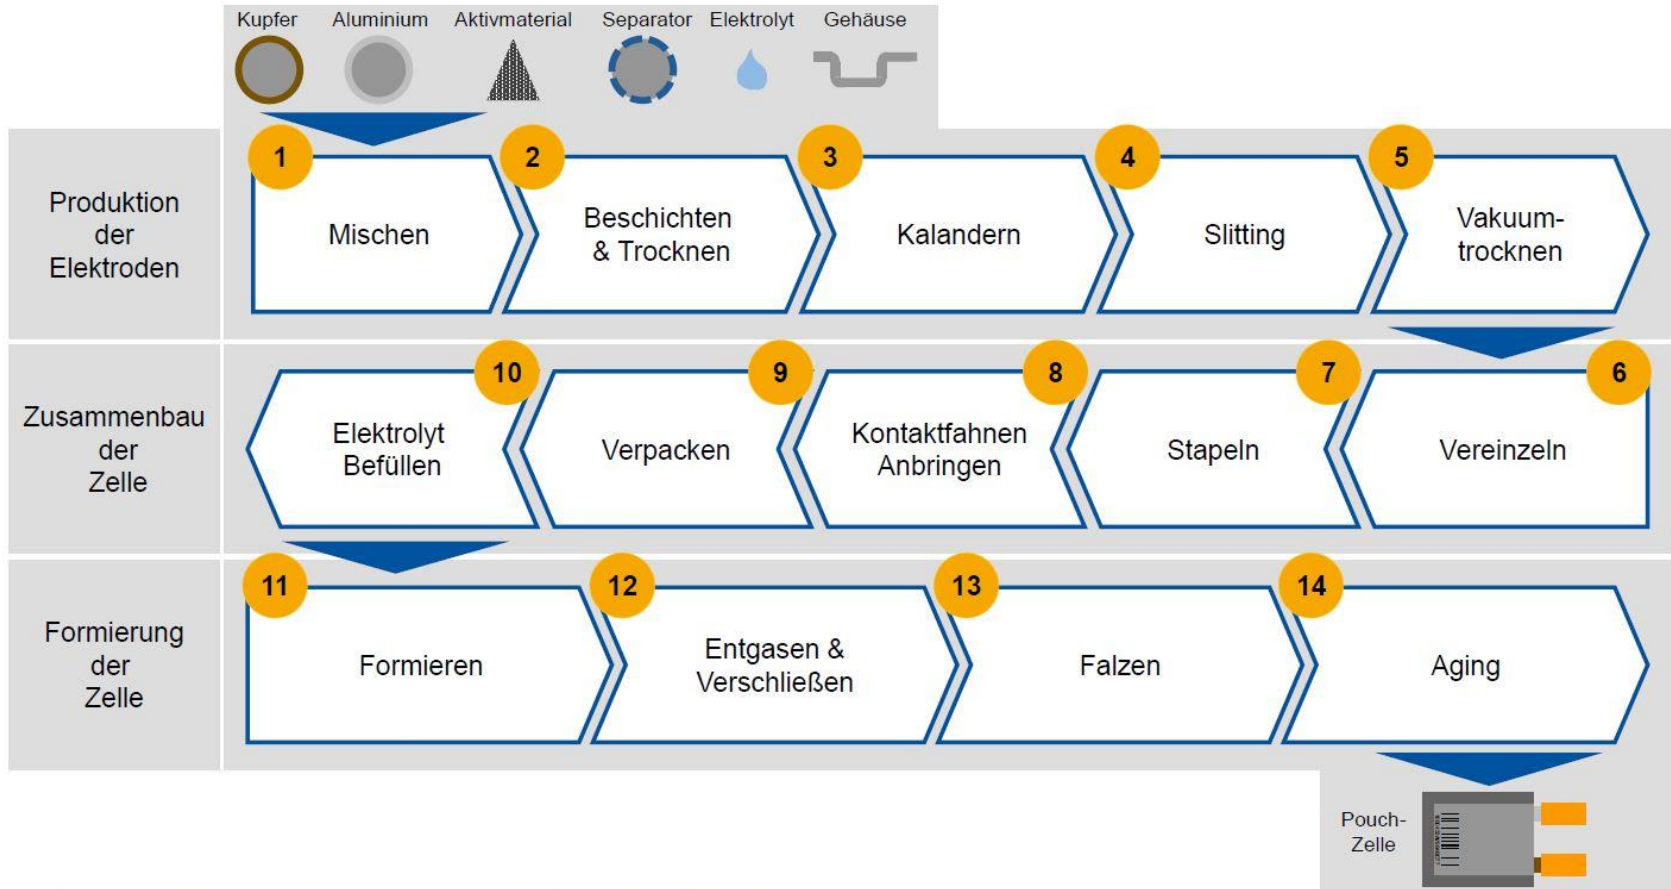 Kupfer
Aluminium
Aktivmaterial
Separator
Elektrolyt
Gehäuse
Produktion
der
Elektroden
1
Mischen
2
Beschichten
& Trocknen
3
Kalandern
4
Slitting
5
Vakuum-
trocknen
Zusammenbau
der
Zelle
10
Elektrolyt
Befüllen
9
Verpacken
8
Kontaktfahnen
Anbringen
7
Stapeln
6
Vereinzeln
Formierung
der
Zelle
11
Formieren
12
Entgasen &
Verschließen
13
Falzen
14
Aging
Pouch-
Zelle